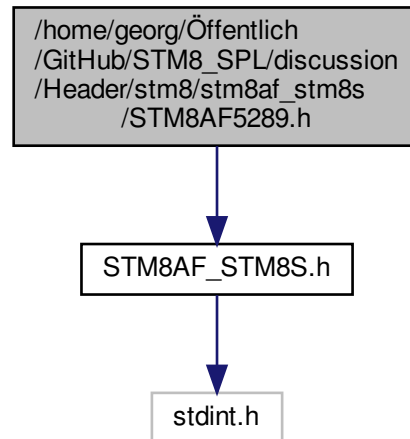 /home/georg/Öffentlich
/GitHub/STM8_SPL/discussion
/Header/stm8/stm8af_stm8s
/STM8AF5289.h
STM8AF_STM8S.h
stdint.h